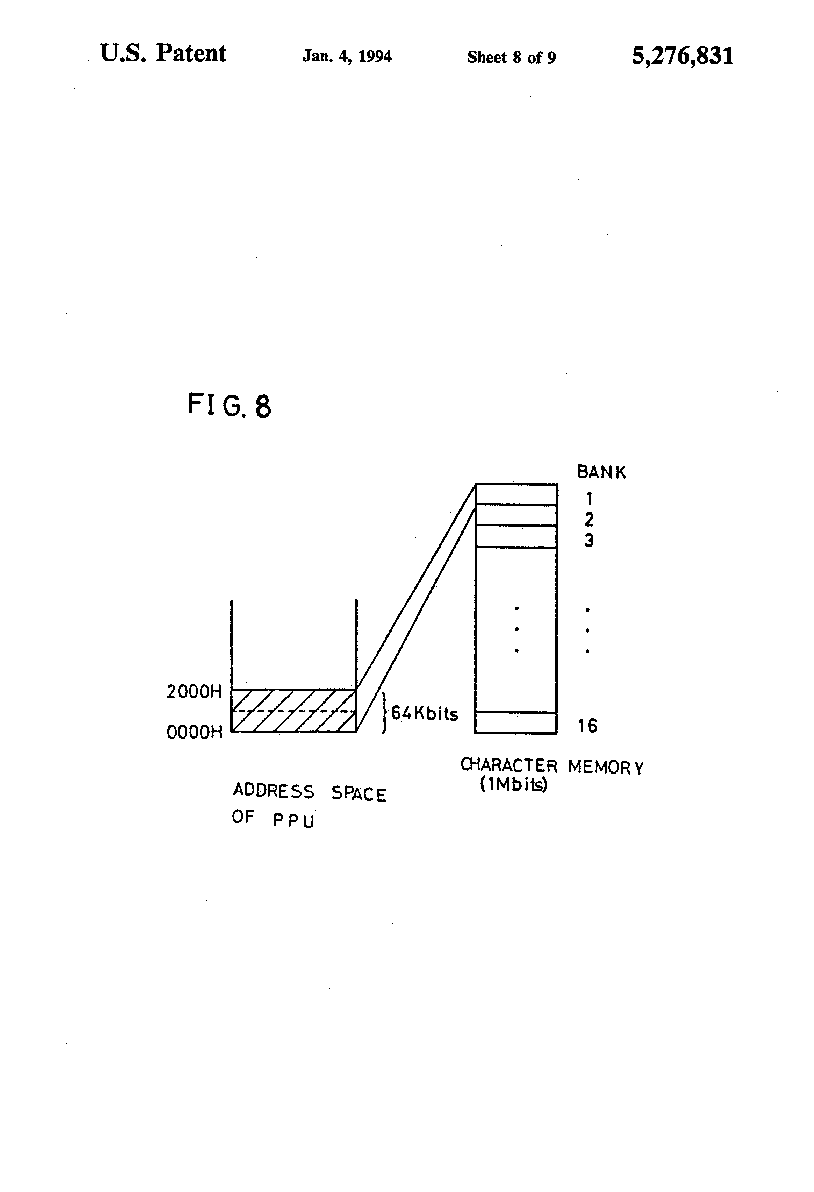 U.S. Patent Jan. 4, 1994 Sheet 8 of 9 5,276,831
FIG. 8
BANK
1
2
3
2000H
64Kbits
0000H
16
CHARACTER MEMORY
(1Mbits)
ADDRESS SPACE
OF PPU